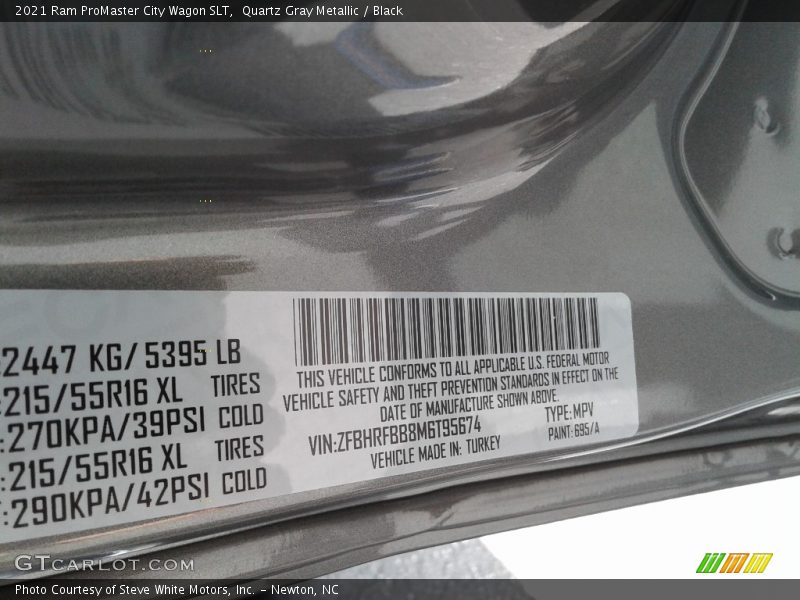 2021 Ram ProMaster City Wagon SLT, Quartz Gray Metallic / Black
2447 KG/ 5395 LB
:215/55R16 XL TIRES
:270KPA/39PSI COLD
:215/55R16 XL TIRES
:290KPA/42PSI COLD
THIS VEHICLE CONFORMS TO ALL APPLICABLE U.S. FEDERAL MOTOR
VEHICLE SAFETY AND THEFT PREVENTION STANDARDS IN EFFECT ON THE
DATE OF MANUFACTURE SHOWN ABOVE.
VIN:ZFBHRFBB8M6T95674 TYPE:MPV
VEHICLE MADE IN: TURKEY PAINT: 695/A
GTCARLOT.COM
Photo Courtesy of Steve White Motors, Inc. – Newton, NC